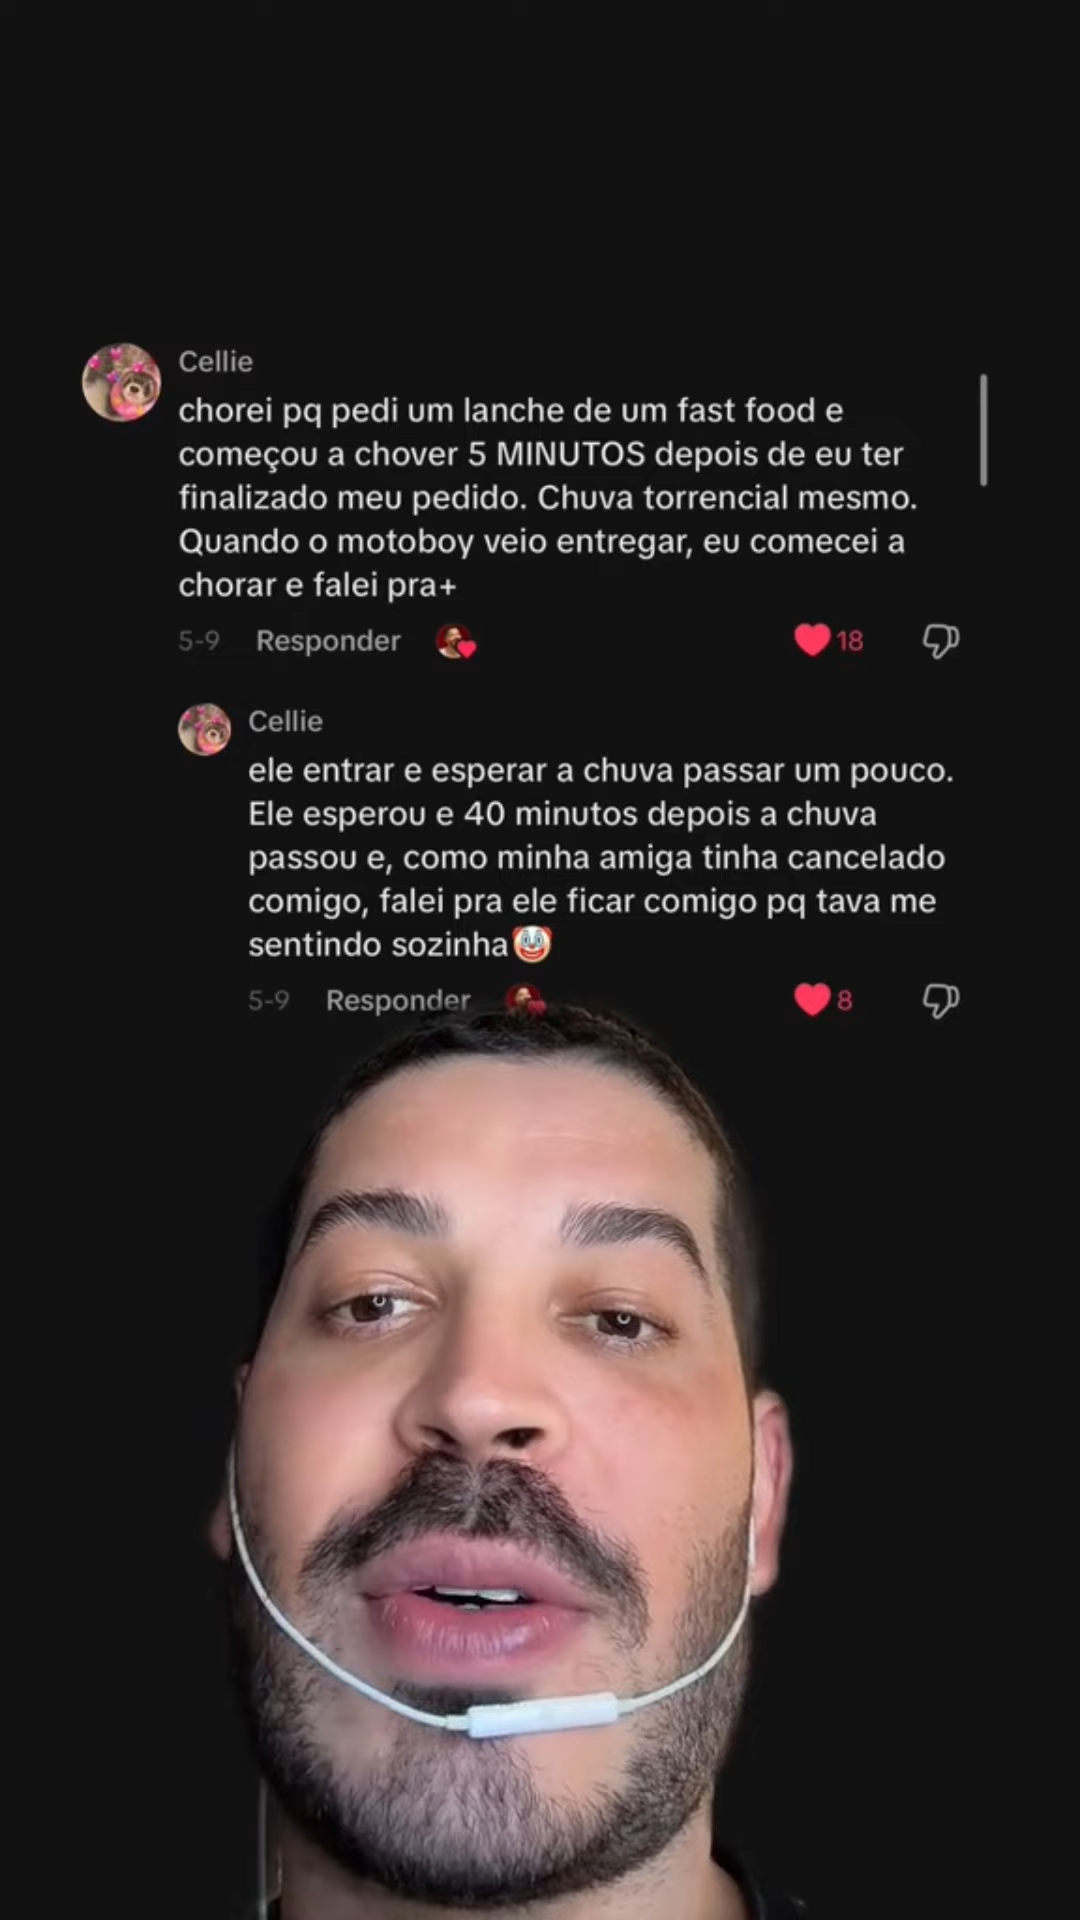 Cellie
chorei pq pedi um lanche de um fast food e
começou a chover 5 MINUTOS depois de eu ter
finalizado meu pedido. Chuva torrencial mesmo.
Quando o motoboy veio entregar, eu comecei a
chorar e falei pra+
5-9 Responder 18
Cellie
ele entrar e esperar a chuva passar um pouco.
Ele esperou e 40 minutos depois a chuva
passou e, como minha amiga tinha cancelado
comigo, falei pra ele ficar comigo pq tava me
sentindo sozinha🤡
5-9 Responder 8